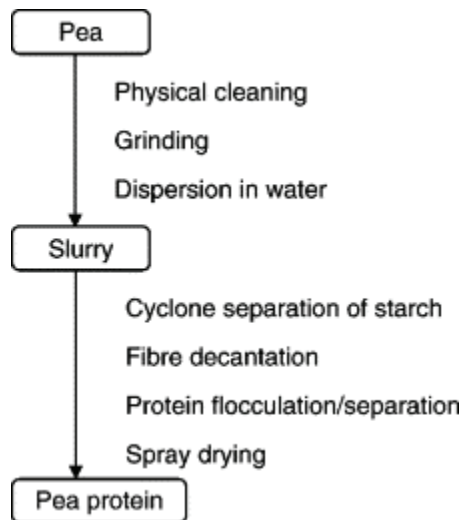 Pea
Physical cleaning
Grinding
Dispersion in water
Slurry
Cyclone separation of starch
Fibre decantation
Protein flocculation/separation
Spray drying
Pea protein